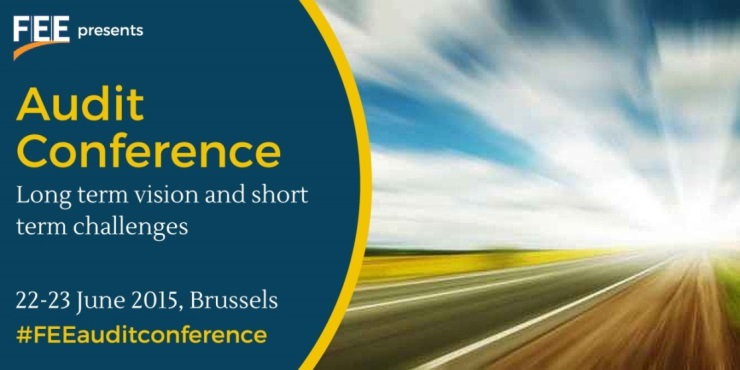 FEE presents
Audit
Conference
Long term vision and short
term challenges
22-23 June 2015, Brussels
#FEEauditconference